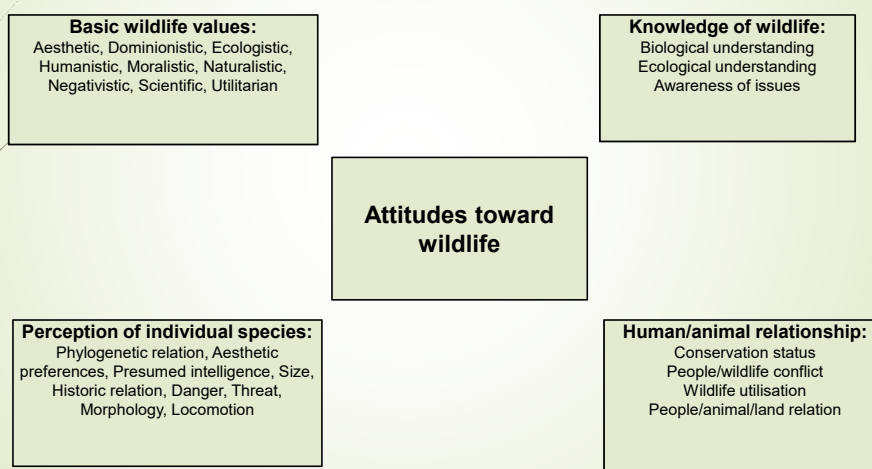 Basic wildlife values:
Aesthetic, Dominionistic, Ecologistic,
Humanistic, Moralistic, Naturalistic,
Negativistic, Scientific, Utilitarian
Knowledge of wildlife:
Biological understanding
Ecological understanding
Awareness of issues
Attitudes toward
wildlife
Perception of individual species:
Phylogenetic relation, Aesthetic
preferences, Presumed intelligence, Size,
Historic relation, Danger, Threat,
Morphology, Locomotion
Human/animal relationship:
Conservation status
People/wildlife conflict
Wildlife utilisation
People/animal/land relation